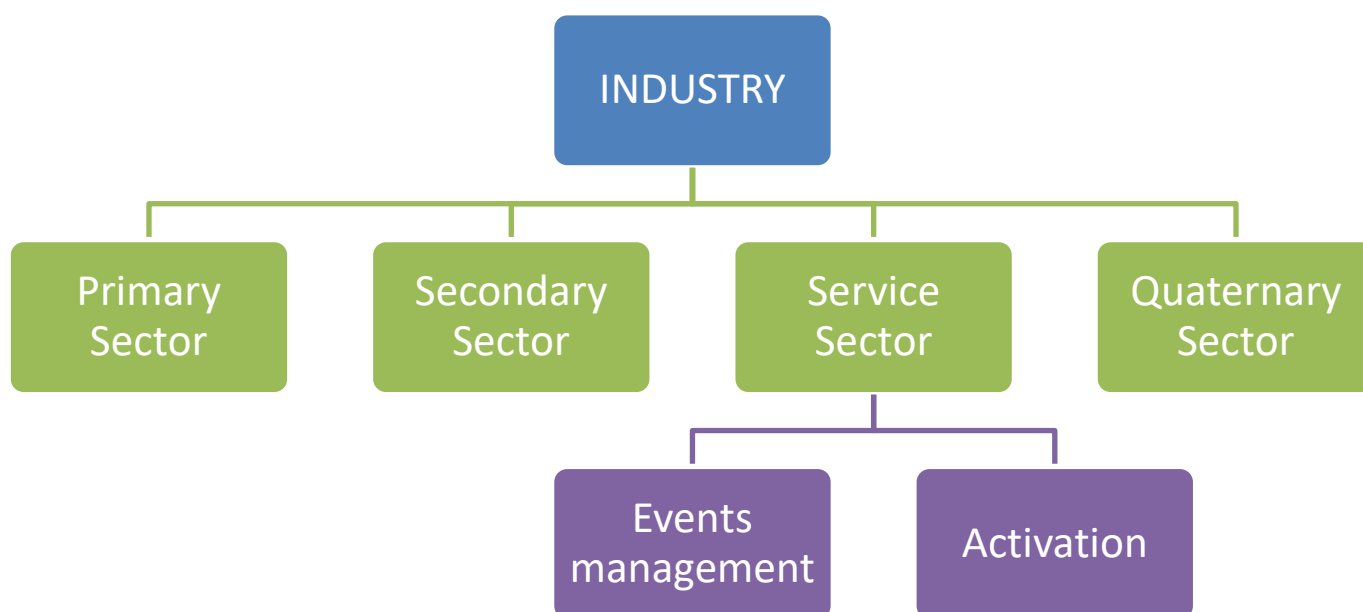 INDUSTRY
Primary
Sector
Secondary
Sector
Service
Sector
Quaternary
Sector
Events
management
Activation